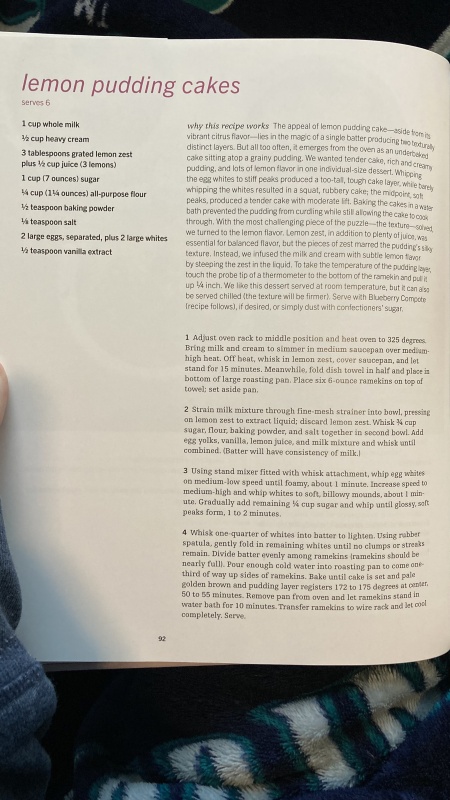 lemon pudding cakes
serves 6
1 cup whole milk
½ cup heavy cream
3 tablespoons grated lemon zest
plus ½ cup juice (3 lemons)
1 cup (7 ounces) sugar
¼ cup (1¼ ounces) all-purpose flour
½ teaspoon baking powder
⅛ teaspoon salt
2 large eggs, separated, plus 2 large whites
½ teaspoon vanilla extract
why this recipe works The appeal of lemon pudding cake—aside from its
vibrant citrus flavor—lies in the magic of a single batter producing two texturally
distinct layers. But all too often, it emerges from the oven as an underbaked
cake sitting atop a grainy pudding. We wanted tender cake, rich and creamy
pudding, and lots of lemon flavor in one individual-size dessert. Whipping
the egg whites to stiff peaks produced a too-tall, tough cake layer, while barely
whipping the whites resulted in a squat, rubbery cake; the midpoint, soft
peaks, produced a tender cake with moderate lift. Baking the cakes in a water
bath prevented the pudding from curdling while still allowing the cake to cook
through. With the most challenging piece of the puzzle—the texture—solved,
we turned to the lemon flavor. Lemon zest, in addition to plenty of juice, was
essential for balanced flavor, but the pieces of zest marred the pudding's silky
texture. Instead, we infused the milk and cream with subtle lemon flavor
by steeping the zest in the liquid. To take the temperature of the pudding layer,
touch the probe tip of a thermometer to the bottom of the ramekin and pull it
up ¼ inch. We like this dessert served at room temperature, but it can also
be served chilled (the texture will be firmer). Serve with Blueberry Compote
(recipe follows), if desired, or simply dust with confectioners' sugar.
1 Adjust oven rack to middle position and heat oven to 325 degrees.
Bring milk and cream to simmer in medium saucepan over medium-
high heat. Off heat, whisk in lemon zest, cover saucepan, and let
stand for 15 minutes. Meanwhile, fold dish towel in half and place in
bottom of large roasting pan. Place six 6-ounce ramekins on top of
towel; set aside pan.
2 Strain milk mixture through fine-mesh strainer into bowl, pressing
on lemon zest to extract liquid; discard lemon zest. Whisk ¾ cup
sugar, flour, baking powder, and salt together in second bowl. Add
egg yolks, vanilla, lemon juice, and milk mixture and whisk until
combined. (Batter will have consistency of milk.)
3 Using stand mixer fitted with whisk attachment, whip egg whites
on medium-low speed until foamy, about 1 minute. Increase speed to
medium-high and whip whites to soft, billowy mounds, about 1 min-
ute. Gradually add remaining ¼ cup sugar and whip until glossy, soft
peaks form, 1 to 2 minutes.
4 Whisk one-quarter of whites into batter to lighten. Using rubber
spatula, gently fold in remaining whites until no clumps or streaks
remain. Divide batter evenly among ramekins (ramekins should be
nearly full). Pour enough cold water into roasting pan to come one-
third of way up sides of ramekins. Bake until cake is set and pale
golden brown and pudding layer registers 172 to 175 degrees at center,
50 to 55 minutes. Remove pan from oven and let ramekins stand in
water bath for 10 minutes. Transfer ramekins to wire rack and let cool
completely. Serve.
92